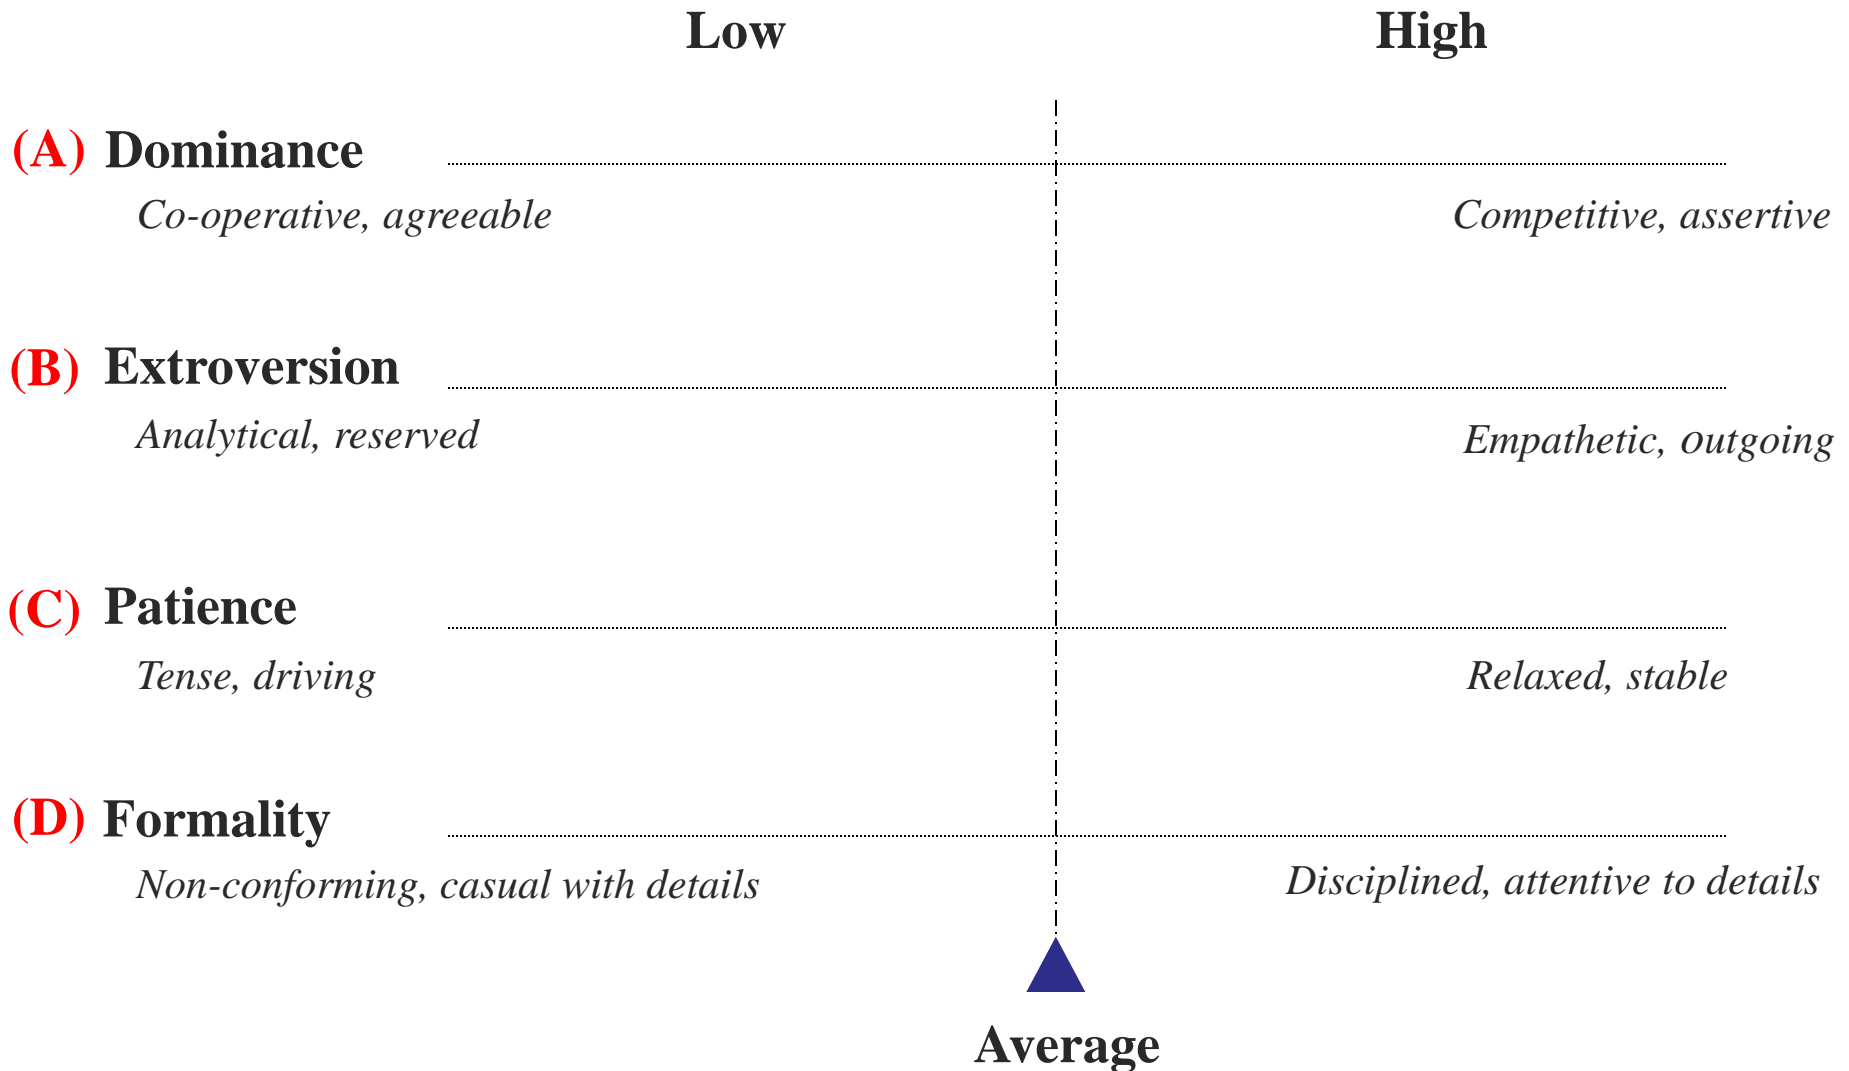 Low High
(A) Dominance
Co-operative, agreeable Competitive, assertive
(B) Extroversion
Analytical, reserved Empathetic, outgoing
(C) Patience
Tense, driving Relaxed, stable
(D) Formality
Non-conforming, casual with details Disciplined, attentive to details
Average